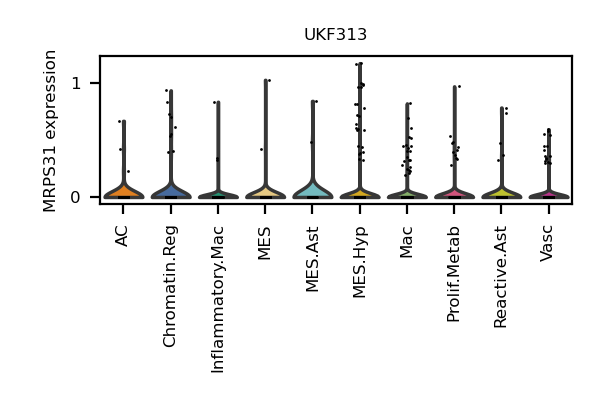 UKF313
MRPS31 expression
1
0
AC
Chromatin.Reg
Inflammatory.Mac
MES
MES.Ast
MES.Hyp
Mac
Prolif.Metab
Reactive.Ast
Vasc